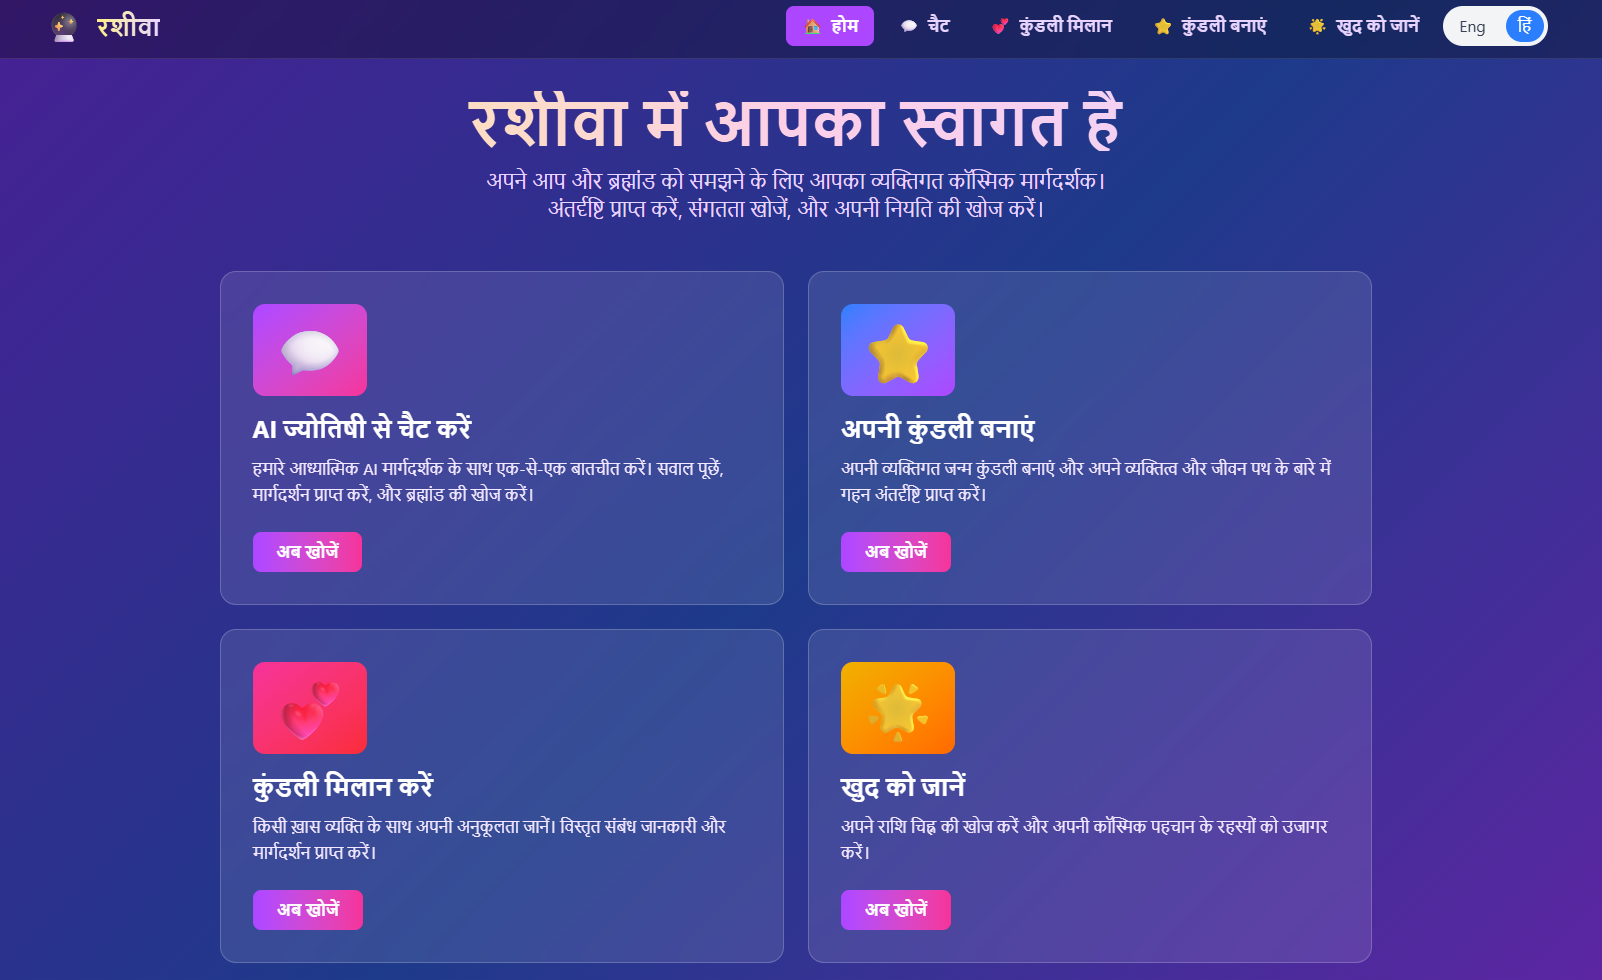 रशीवा
होम
चैट
कुंडली मिलान
कुंडली बनाएं
खुद को जानें
Eng
हिं
रशीवा में आपका स्वागत है
अपने आप और ब्रह्मांड को समझने के लिए आपका व्यक्तिगत कॉस्मिक मार्गदर्शक।
अंतर्दृष्टि प्राप्त करें, संगतता खोजें, और अपनी नियति की खोज करें।
AI ज्योतिषी से चैट करें
हमारे आध्यात्मिक AI मार्गदर्शक के साथ एक-से-एक बातचीत करें। सवाल पूछें,
मार्गदर्शन प्राप्त करें, और ब्रह्मांड की खोज करें।
अब खोजें
अपनी कुंडली बनाएं
अपनी व्यक्तिगत जन्म कुंडली बनाएं और अपने व्यक्तित्व और जीवन पथ के बारे में
गहन अंतर्दृष्टि प्राप्त करें।
अब खोजें
कुंडली मिलान करें
किसी ख़ास व्यक्ति के साथ अपनी अनुकूलता जानें। विस्तृत संबंध जानकारी और
मार्गदर्शन प्राप्त करें।
अब खोजें
खुद को जानें
अपने राशि चिह्न की खोज करें और अपनी कॉस्मिक पहचान के रहस्यों को उजागर
करें।
अब खोजें